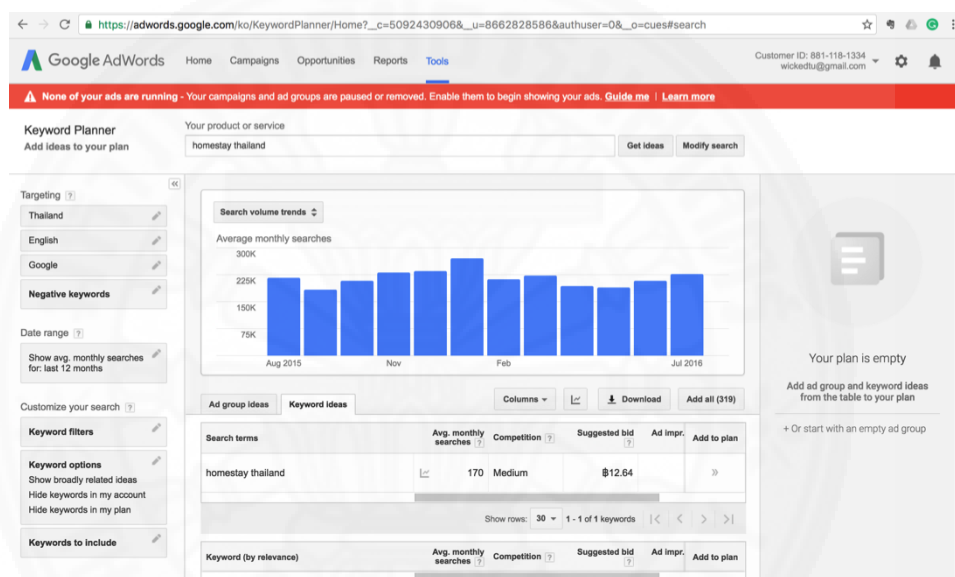 https://adwords.google.com/ko/KeywordPlanner/Home?__c=5092430906&__u=8662828586&authuser=0&__o=cues#search
Google AdWords Home Campaigns Opportunities Reports Tools
Customer ID: 881-118-1334
wickedtu@gmail.com
None of your ads are running - Your campaigns and ad groups are paused or removed. Enable them to begin showing your ads. Guide me | Learn more
Keyword Planner
Add ideas to your plan
Your product or service
homestay thailand
Get ideas
Modify search
Targeting ?
Thailand
English
Google
Negative keywords
Date range ?
Show avg. monthly searches
for: last 12 months
Customize your search ?
Keyword filters
Keyword options
Show broadly related ideas
Hide keywords in my account
Hide keywords in my plan
Keywords to include
Search volume trends
Average monthly searches
300K
225K
150K
75K
Aug 2015 Nov Feb Jul 2016
Ad group ideas Keyword ideas
Columns Download Add all (319)
Search terms Avg. monthly searches ? Competition ? Suggested bid ? Ad impr. Add to plan
homestay thailand 170 Medium ฿12.64 »
Show rows: 30 1 - 1 of 1 keywords |< < > >|
Keyword (by relevance) Avg. monthly searches ? Competition ? Suggested bid ? Ad impr. Add to plan
Your plan is empty
Add ad group and keyword ideas
from the table to your plan
+ Or start with an empty ad group